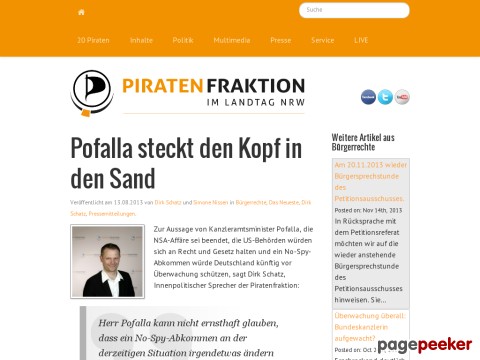 Suche
20 Piraten Inhalte Politik Multimedia Presse Service LIVE
PIRATENFRAKTION
IM LANDTAG NRW
Pofalla steckt den Kopf in
den Sand
Veröffentlicht am 13.08.2013 von Dirk Schatz und Simone Nissen in Bürgerrechte, Das Neueste, Dirk
Schatz, Pressemitteilungen.
Zur Aussage von Kanzleramtsminister Pofalla, die
NSA-Affäre sei beendet, die US-Behörden würden
sich an Recht und Gesetz halten und ein No-Spy-
Abkommen würde Deutschland künftig vor
Überwachung schützen, sagt Dirk Schatz,
Innenpolitischer Sprecher der Piratenfraktion:
Herr Pofalla kann nicht ernsthaft glauben,
dass ein No-Spy-Abkommen an der
derzeitigen Situation irgendetwas ändern
Weitere Artikel aus
Bürgerrechte
Am 20.11.2013 wieder
Bürgersprechstunde
des
Petitionsausschusses.
Posted on: Nov 14th, 2013
In Rücksprache mit
dem Petitionsreferat
möchten wir auf die
wieder anstehende
Bürgersprechstunde
des
Petitionsausschusses
hinweisen. Sie...
Überwachung überall:
Bundeskanzlerin
aufgewacht?
Posted on: Oct 2
pagepeeker